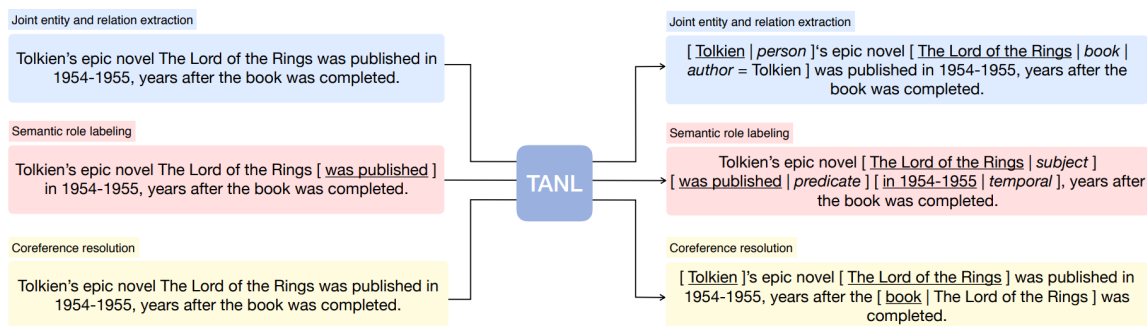 Joint entity and relation extraction
Tolkien’s epic novel The Lord of the Rings was published in
1954-1955, years after the book was completed.
Semantic role labeling
Tolkien’s epic novel The Lord of the Rings [ was published ]
in 1954-1955, years after the book was completed.
Coreference resolution
Tolkien’s epic novel The Lord of the Rings was published in
1954-1955, years after the book was completed.
TANL
Joint entity and relation extraction
[ Tolkien | person ]‘s epic novel [ The Lord of the Rings | book |
author = Tolkien ] was published in 1954-1955, years after the
book was completed.
Semantic role labeling
Tolkien’s epic novel [ The Lord of the Rings | subject ]
[ was published | predicate ] [ in 1954-1955 | temporal ], years after
the book was completed.
Coreference resolution
[ Tolkien ]’s epic novel [ The Lord of the Rings ] was published in
1954-1955, years after the [ book | The Lord of the Rings ] was
completed.